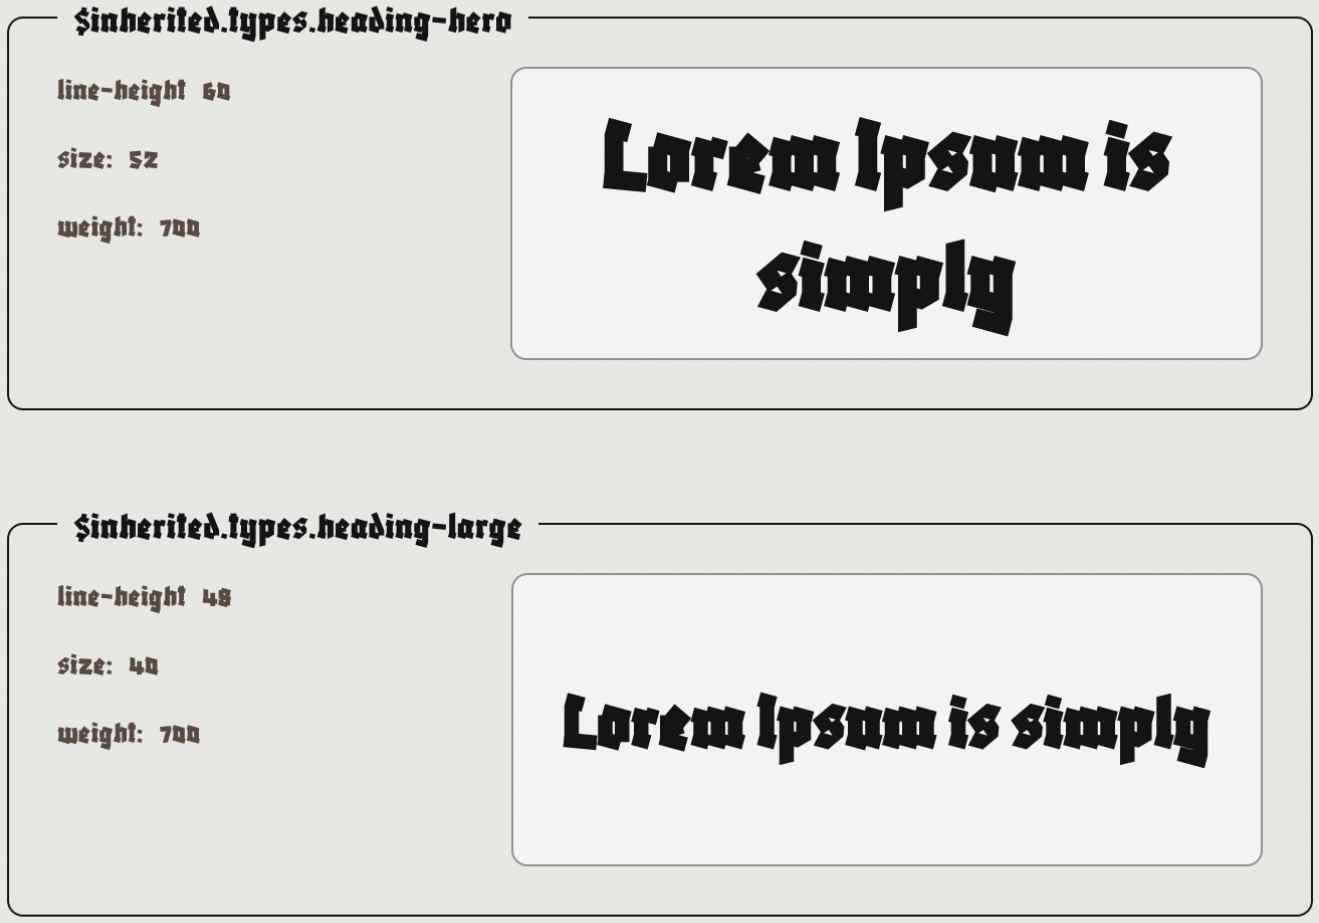 $inherited.types.heading-hero
line-height 60
size: 52
weight: 700
Lorem Ipsum is
simply
$inherited.types.heading-large
line-height 48
size: 40
weight: 700
Lorem Ipsum is simply